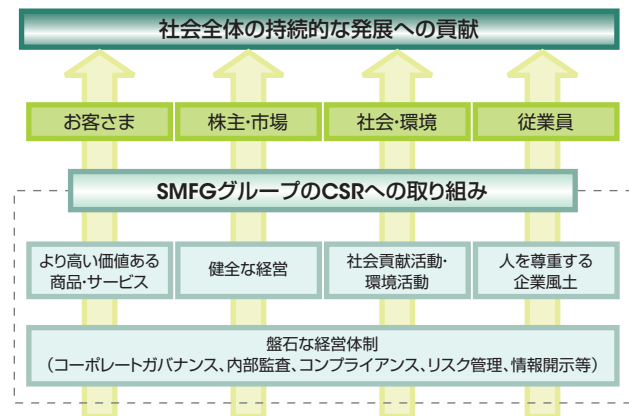 社会全体の持続的な発展への貢献
お客さま
株主・市場
社会・環境
従業員
SMFGグループのCSRへの取り組み
より高い価値ある
商品・サービス
健全な経営
社会貢献活動・
環境活動
人を尊重する
企業風土
盤石な経営体制
（コーポレートガバナンス、内部監査、コンプライアンス、リスク管理、情報開示等）